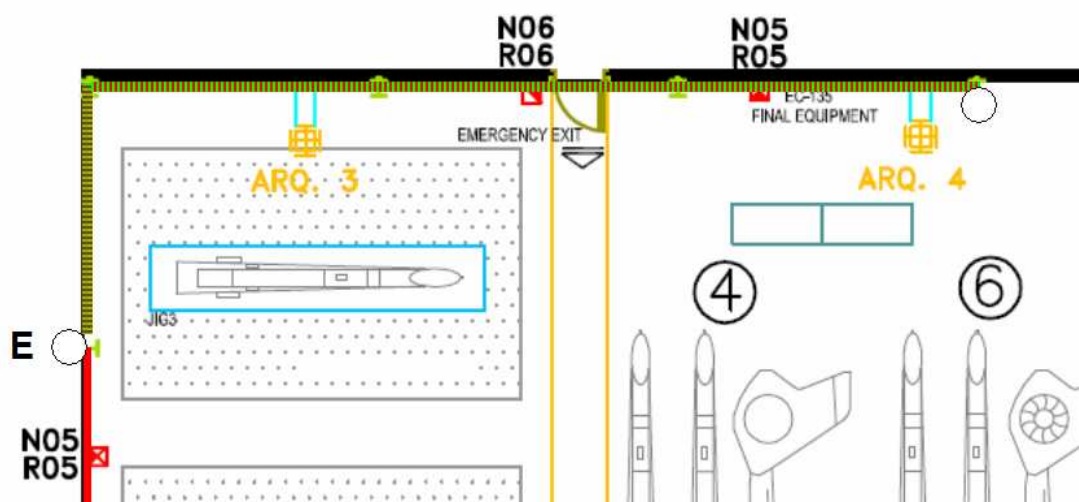 N06
R06
N05
R05
EC-135
FINAL EQUIPMENT
EMERGENCY EXIT
ARQ. 3
ARQ. 4
4
6
JIG3
E
N05
R05